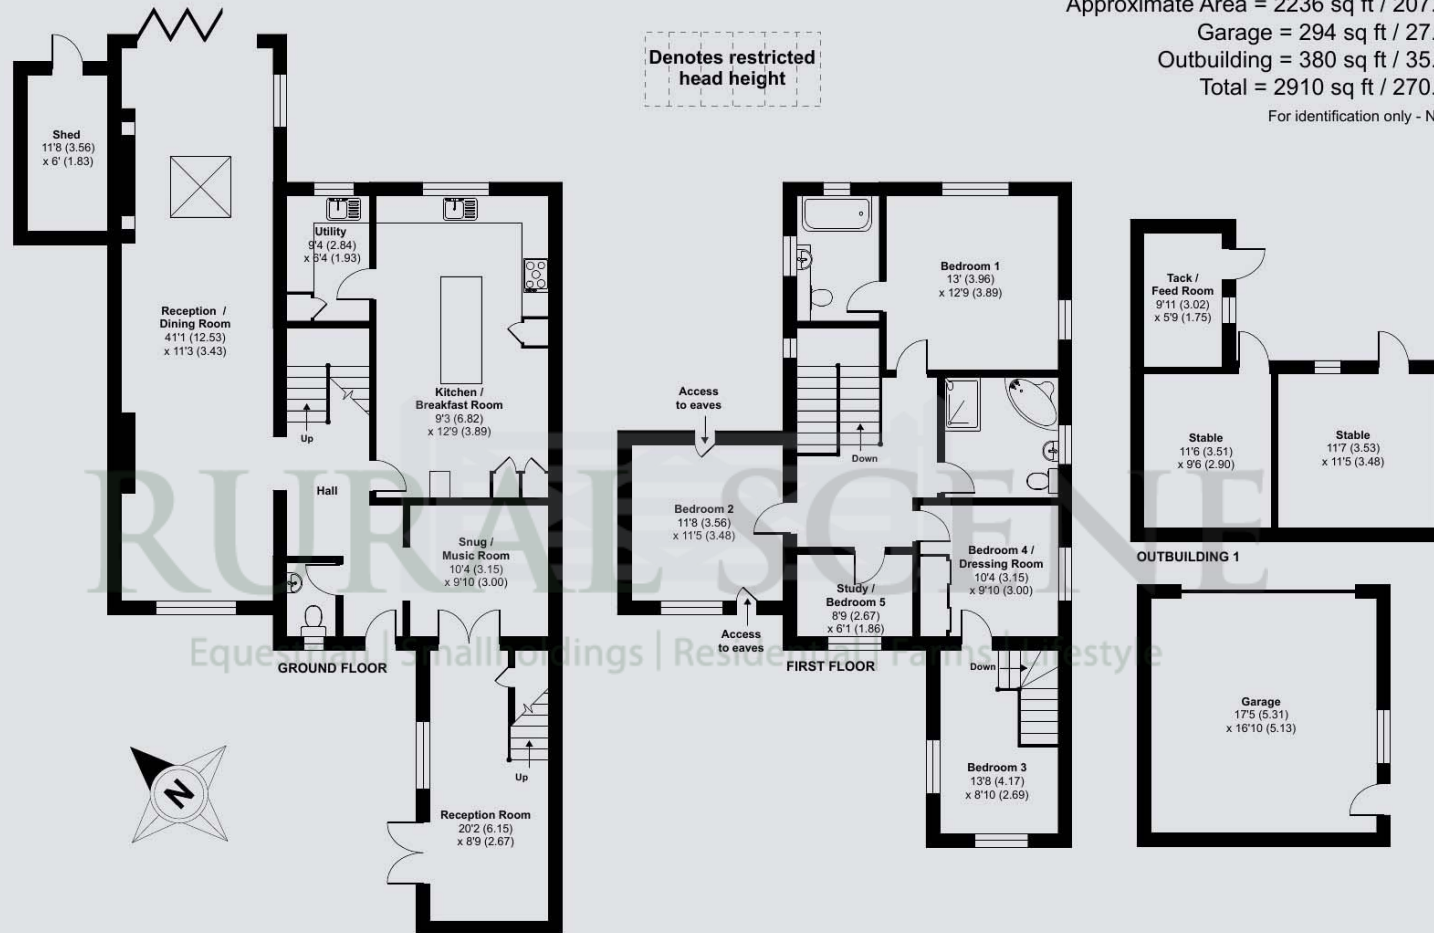 Approximate Area = 2236 sq ft / 207.
Garage = 294 sq ft / 27.
Outbuilding = 380 sq ft / 35.
Total = 2910 sq ft / 270.
For identification only - N
Denotes restricted
head height
Shed
11'8 (3.56)
x 6' (1.83)
Utility
9'4 (2.84)
x 6'4 (1.93)
Reception /
Dining Room
41'1 (12.53)
x 11'3 (3.43)
Kitchen /
Breakfast Room
9'3 (6.82)
x 12'9 (3.89)
Up
Hall
Snug /
Music Room
10'4 (3.15)
x 9'10 (3.00)
GROUND FLOOR
Up
Reception Room
20'2 (6.15)
x 8'9 (2.67)
N
Bedroom 1
13' (3.96)
x 12'9 (3.89)
Access
to eaves
Down
Bedroom 2
11'8 (3.56)
x 11'5 (3.48)
Bedroom 4 /
Dressing Room
10'4 (3.15)
x 9'10 (3.00)
Study /
Bedroom 5
8'9 (2.67)
x 6'1 (1.86)
Access
to eaves
FIRST FLOOR
Down
Bedroom 3
13'8 (4.17)
x 8'10 (2.69)
Tack /
Feed Room
9'11 (3.02)
x 5'9 (1.75)
Stable
11'6 (3.51)
x 9'6 (2.90)
Stable
11'7 (3.53)
x 11'5 (3.48)
OUTBUILDING 1
Garage
17'5 (5.31)
x 16'10 (5.13)
RURAL SCENE
Equestrian | Smallholdings | Residential | Farms | Lifestyle